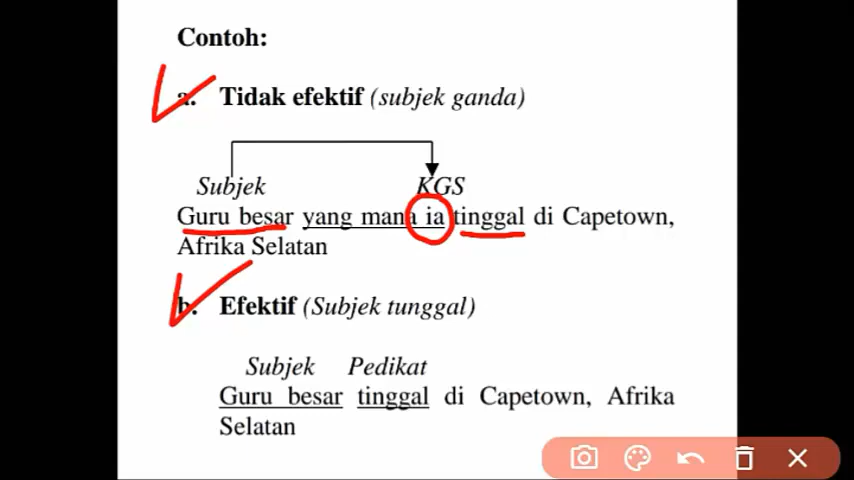 Contoh:
a. Tidak efektif (subjek ganda)
Subjek KGS
Guru besar yang mana ia tinggal di Capetown,
Afrika Selatan
b. Efektif (Subjek tunggal)
Subjek Pedikat
Guru besar tinggal di Capetown, Afrika
Selatan